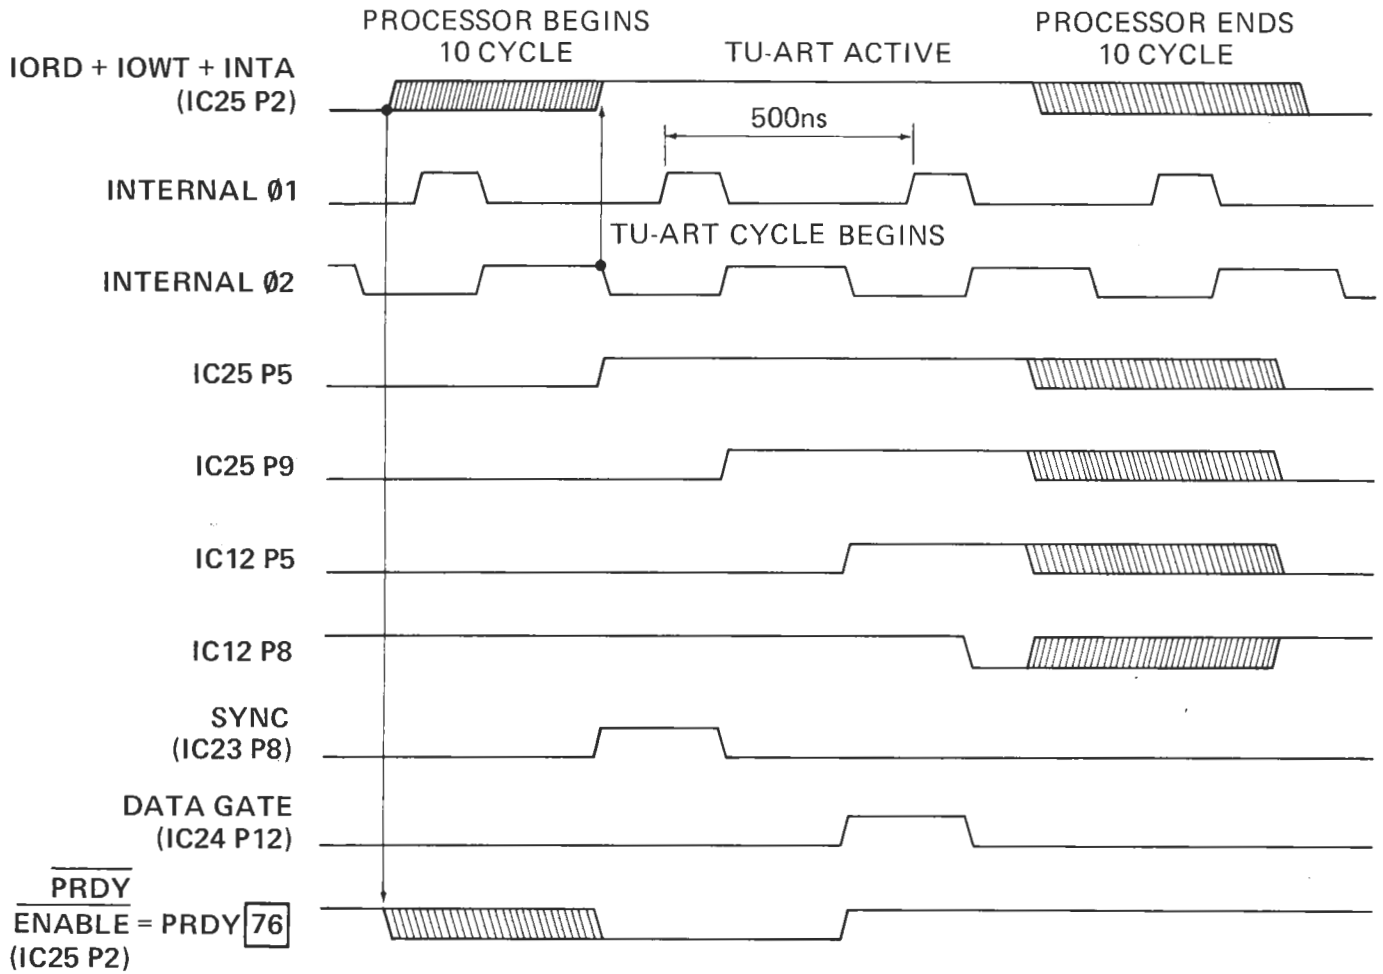 PROCESSOR BEGINS
10 CYCLE
TU-ART ACTIVE
PROCESSOR ENDS
10 CYCLE
IORD + IOWT + INTA
(IC25 P2)
500ns
INTERNAL Ø1
TU-ART CYCLE BEGINS
INTERNAL Ø2
IC25 P5
IC25 P9
IC12 P5
IC12 P8
SYNC
(IC23 P8)
DATA GATE
(IC24 P12)
PRDY
ENABLE = PRDY 76
(IC25 P2)